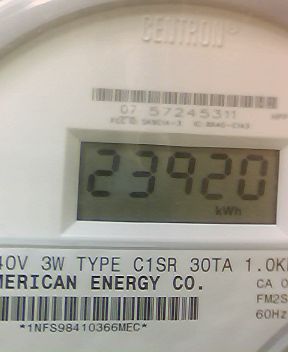 CENTRON®
07 57245311
23920
kWh
40V 3W TYPE C1SR 30TA 1.0K
MERICAN ENERGY CO.
CA 0
FM2S
60Hz
*1NFS98410366MEC*